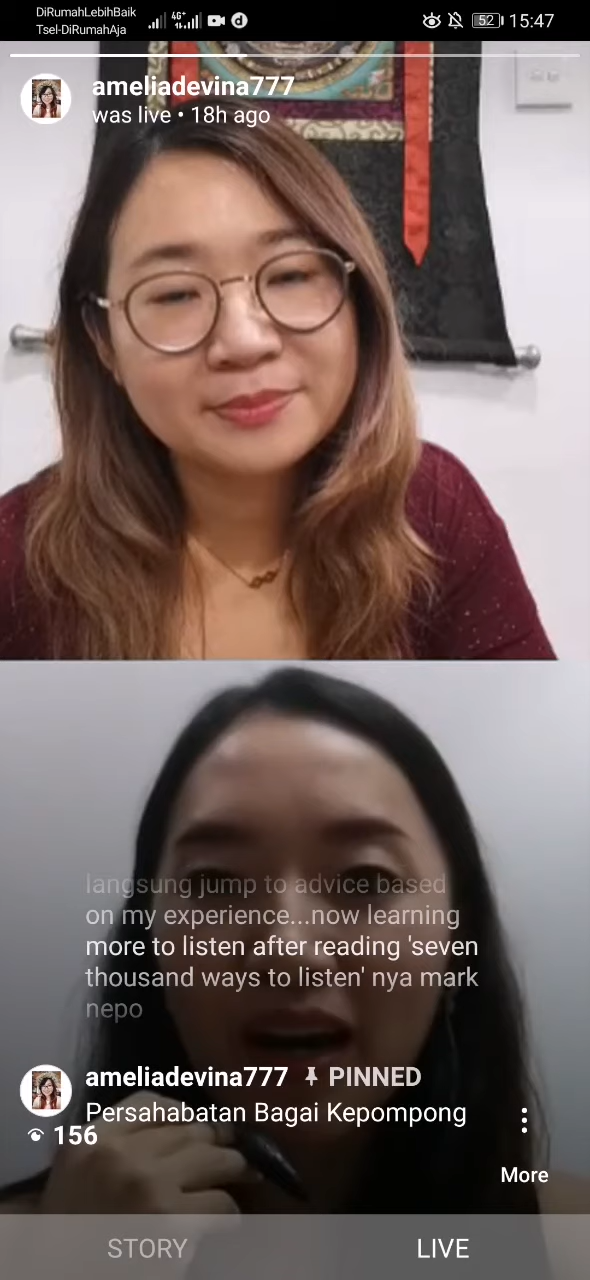 DiRumahLebihBaik
Tsel-DiRumahAja
4G+
52
15:47
ameliadevina777
was live • 18h ago
langsung jump to advice based
on my experience...now learning
more to listen after reading 'seven
thousand ways to listen' nya mark
nepo
ameliadevina777 PINNED
Persahabatan Bagai Kepompong
156
More
STORY
LIVE